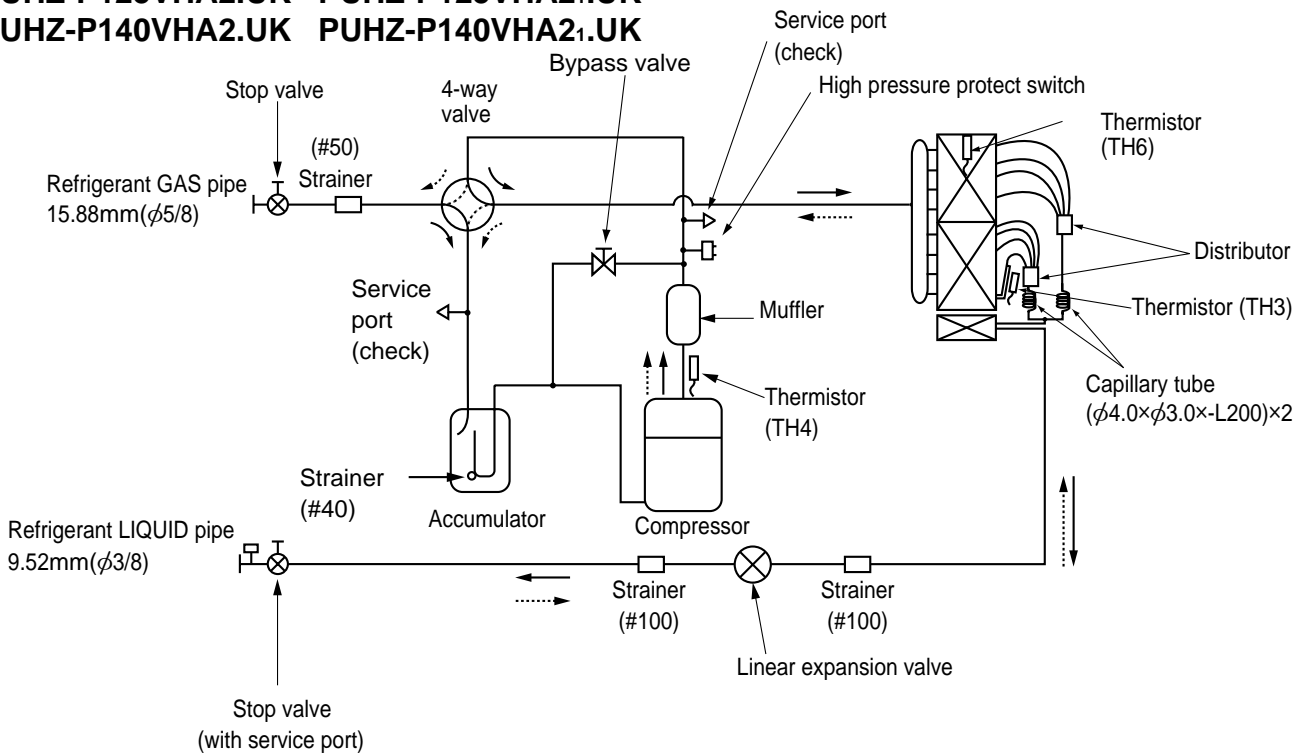 UHZ-P140VHA2.UK PUHZ-P140VHA21.UK
Service port
(check)
Bypass valve
High pressure protect switch
Stop valve
4-way
valve
Thermistor
(TH6)
(#50)
Strainer
Refrigerant GAS pipe
15.88mm(ϕ5/8)
Distributor
Service
port
(check)
Muffler
Thermistor (TH3)
Thermistor
(TH4)
Capillary tube
(ϕ4.0×ϕ3.0×-L200)×2
Strainer
(#40)
Accumulator
Compressor
Refrigerant LIQUID pipe
9.52mm(ϕ3/8)
Strainer
(#100)
Strainer
(#100)
Linear expansion valve
Stop valve
(with service port)